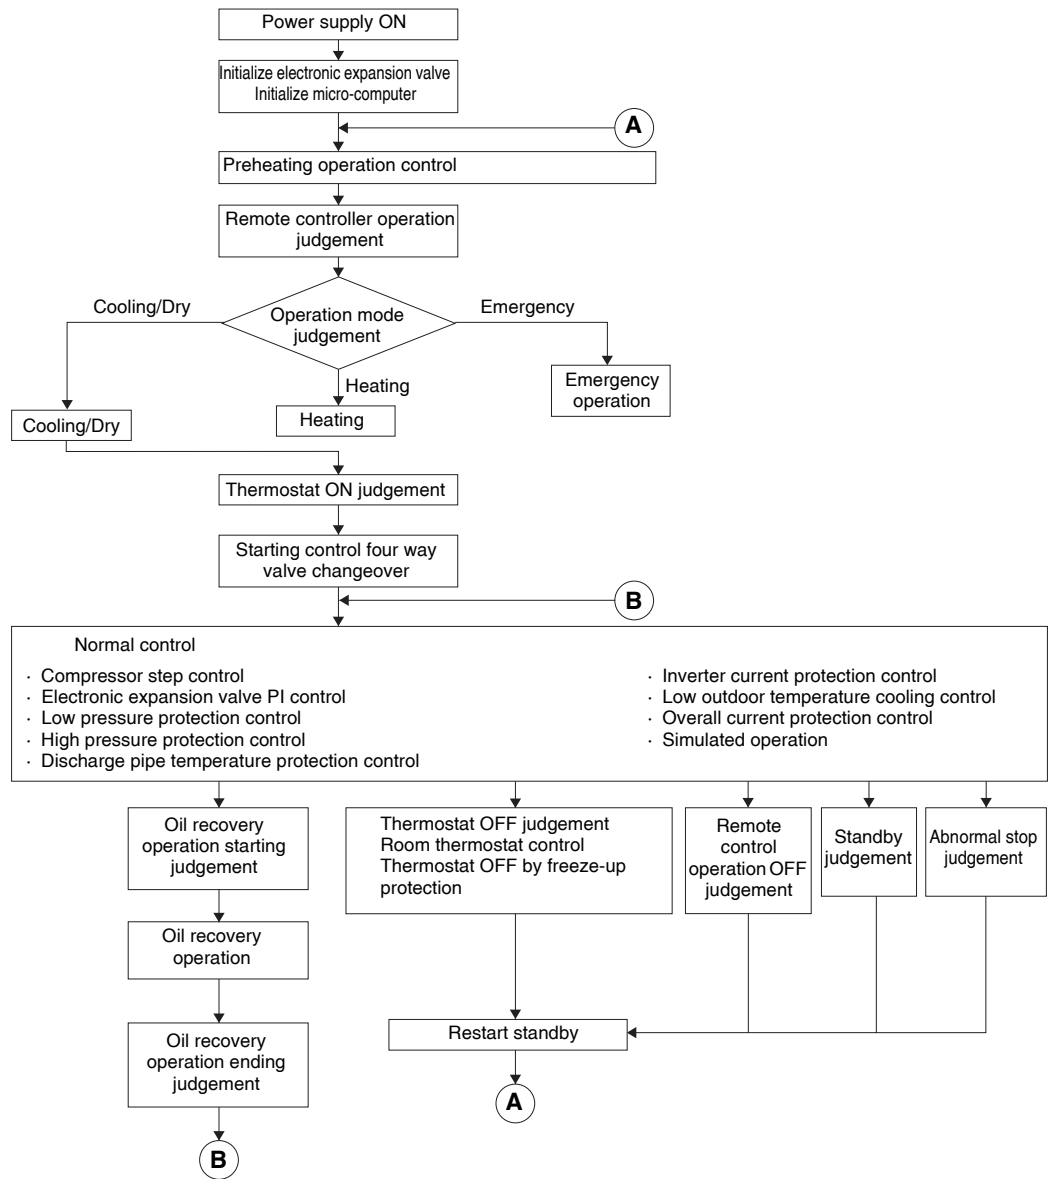 Power supply ON
Initialize electronic expansion valve
Initialize micro-computer
A
Preheating operation control
Remote controller operation
judgement
Cooling/Dry
Operation mode
judgement
Emergency
Heating
Emergency
operation
Cooling/Dry
Heating
Thermostat ON judgement
Starting control four way
valve changeover
B
Normal control
· Compressor step control
· Electronic expansion valve PI control
· Low pressure protection control
· High pressure protection control
· Discharge pipe temperature protection control
· Inverter current protection control
· Low outdoor temperature cooling control
· Overall current protection control
· Simulated operation
Oil recovery
operation starting
judgement
Thermostat OFF judgement
Room thermostat control
Thermostat OFF by freeze-up
protection
Remote
control
operation OFF
judgement
Standby
judgement
Abnormal stop
judgement
Oil recovery
operation
Oil recovery
operation ending
judgement
Restart standby
A
B